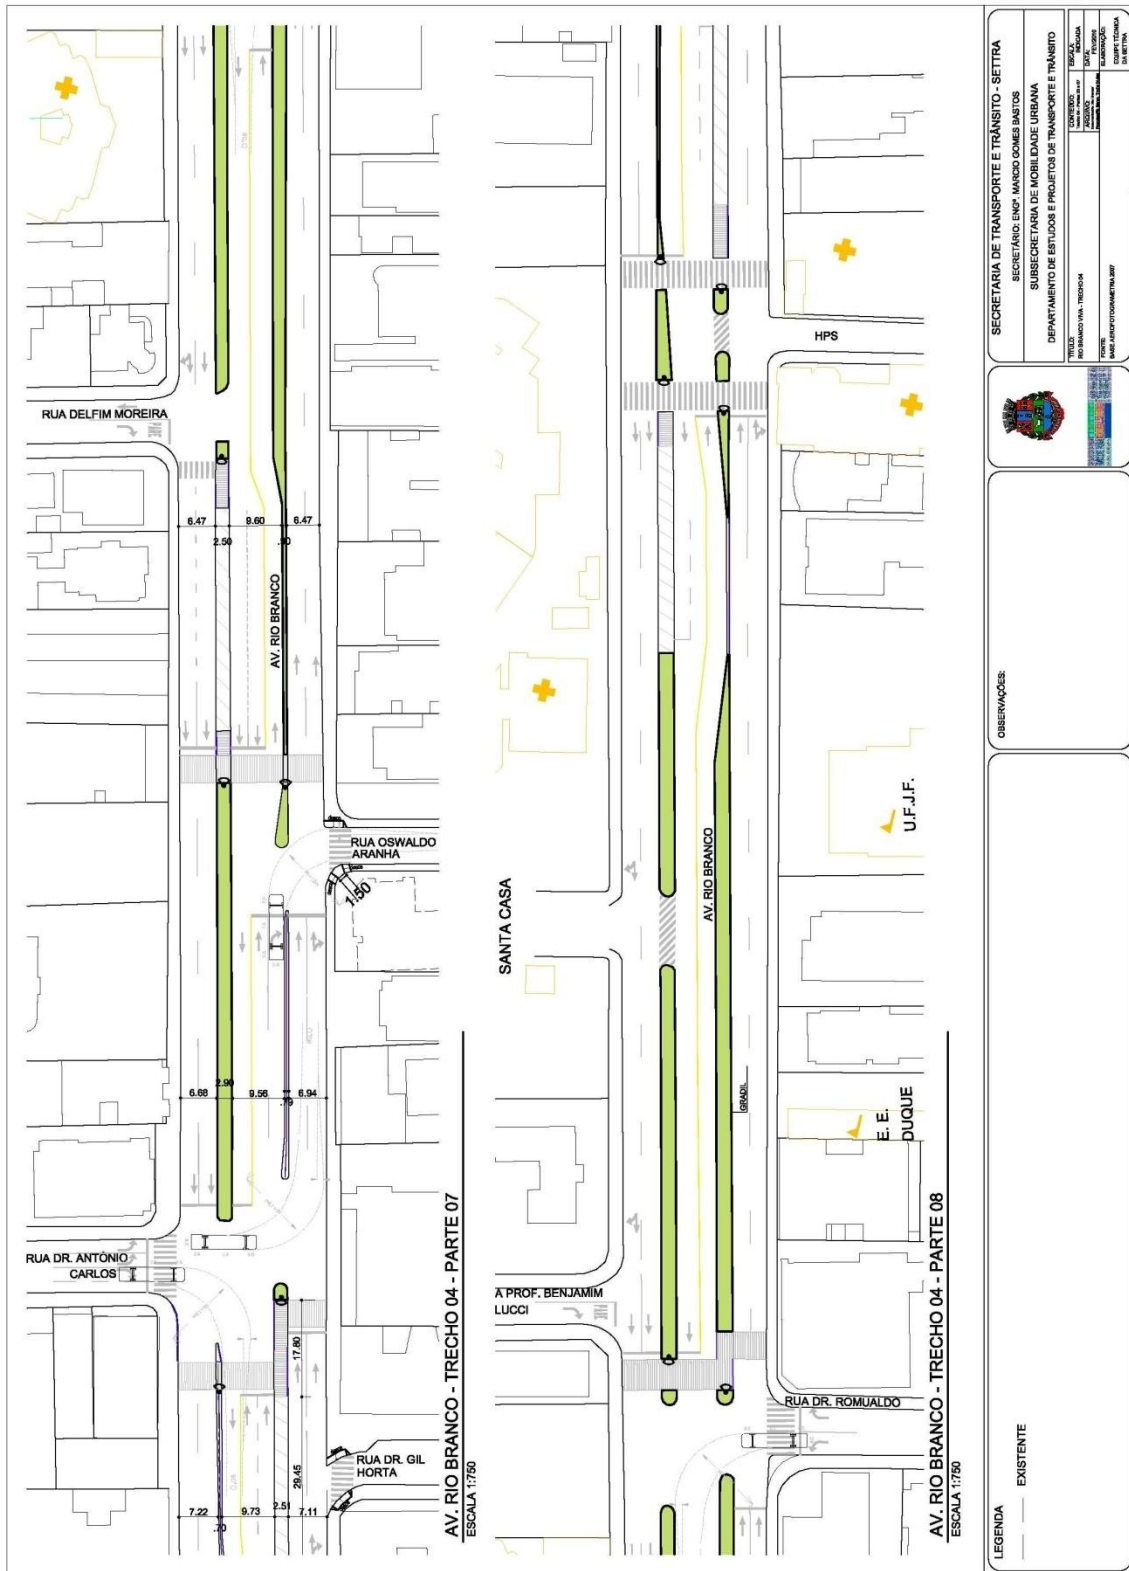 RUA DELFIM MOREIRA
PARE
6.47
2.50
9.60
.90
6.47
AV. RIO BRANCO
RUA OSWALDO
ARANHA
1.50
6.68
2.90
9.56
6.94
RUA DR. ANTÔNIO
CARLOS
17.80
29.45
RUA DR. GIL
HORTA
7.22
.70
9.73
2.51
7.11
AV. RIO BRANCO - TRECHO 04 - PARTE 07
ESCALA 1:750
HPS
SANTA CASA
AV. RIO BRANCO
U.F.J.F.
GRADIL
E. E.
DUQUE
A PROF. BENJAMIM
LUCCI
PARE
RUA DR. ROMUALDO
AV. RIO BRANCO - TRECHO 04 - PARTE 08
ESCALA 1:750
SECRETARIA DE TRANSPORTE E TRÂNSITO - SETTRA
SECRETÁRIO: ENGº. MARCIO GOMES BASTOS
SUBSECRETARIA DE MOBILIDADE URBANA
DEPARTAMENTO DE ESTUDOS E PROJETOS DE TRANSPORTE E TRÂNSITO
TÍTULO:
RIO BRANCO VIVA - TRECHO 04
FONTE:
BASE AEROFOTOGRAMETRIA 2007
CONTEÚDO:
ARQUIVO:
ESCALA:
INDICADA
DATA:
ELABORAÇÃO:
EQUIPE TÉCNICA
DA SETTRA
OBSERVAÇÕES:
LEGENDA
EXISTENTE